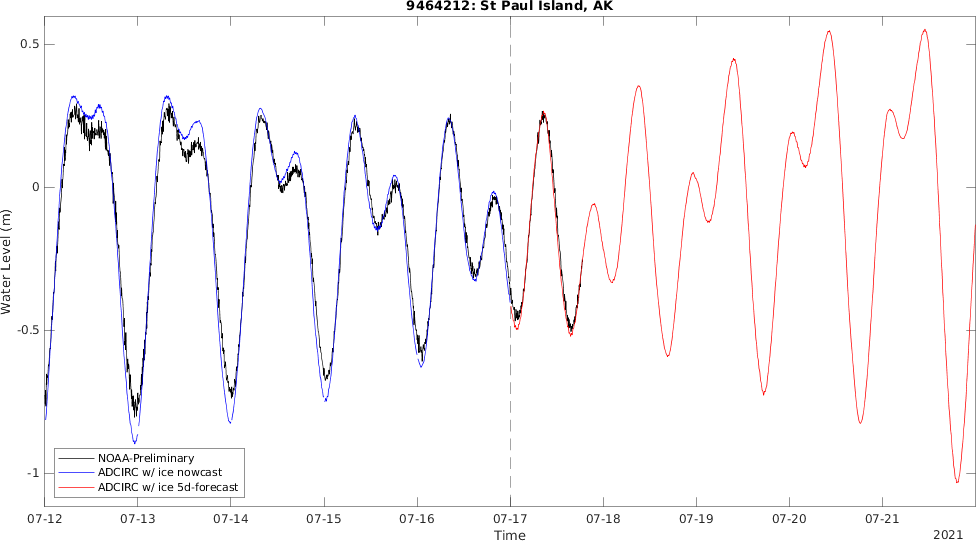 9464212: St Paul Island, AK
0.5
0
-0.5
-1
Water Level (m)
NOAA-Preliminary
ADCIRC w/ ice nowcast
ADCIRC w/ ice 5d-forecast
07-12 07-13 07-14 07-15 07-16 07-17 07-18 07-19 07-20 07-21
Time
2021